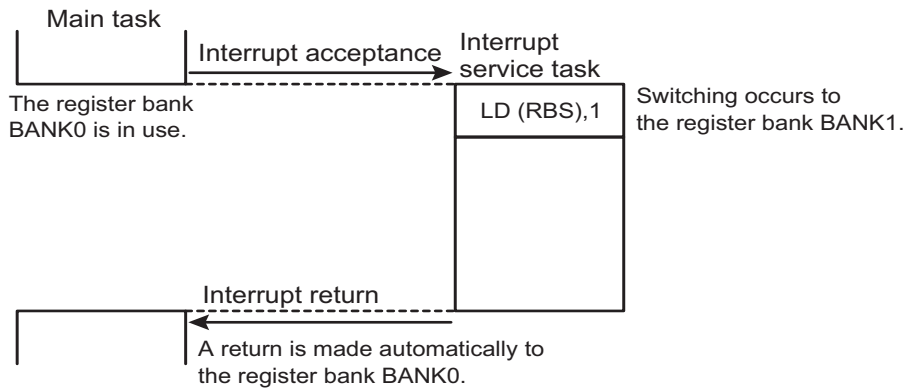 Main task
Interrupt acceptance
Interrupt
service task
The register bank
BANK0 is in use.
LD (RBS),1
Switching occurs to
the register bank BANK1.
Interrupt return
A return is made automatically to
the register bank BANK0.